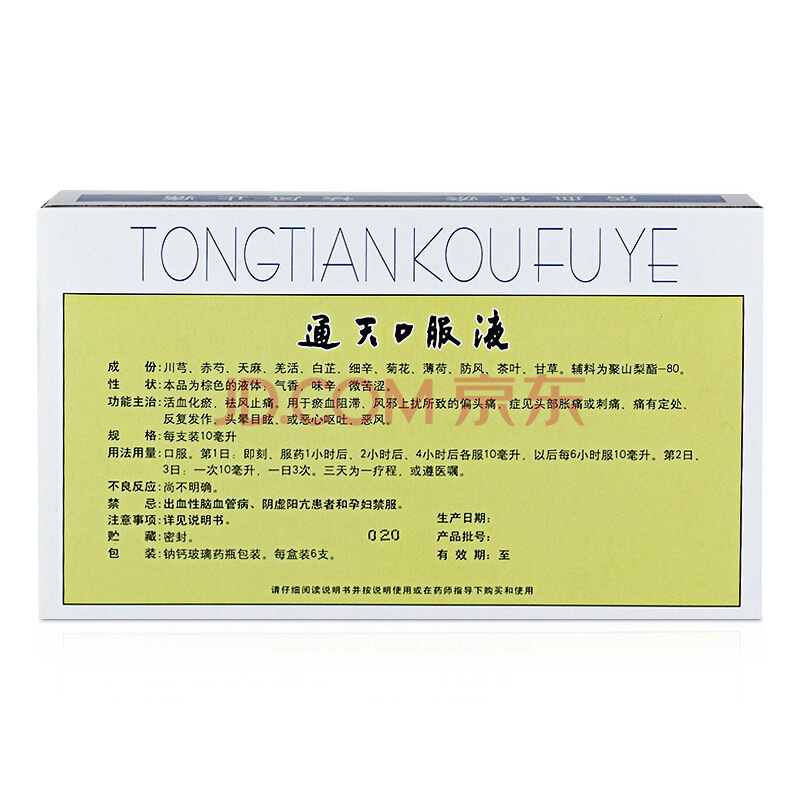 活血化瘀 祛风止痛
TONGTIANKOUFUYE
通天口服液
成 份：川芎、赤芍、天麻、羌活、白芷、细辛、菊花、薄荷、防风、茶叶、甘草。辅料为聚山梨酯-80。
性 状：本品为棕色的液体；气香，味辛、微苦涩。
功能主治：活血化瘀，祛风止痛。用于瘀血阻滞、风邪上扰所致的偏头痛，症见头部胀痛或刺痛、痛有定处、
反复发作、头晕目眩、或恶心呕吐、恶风。
规 格：每支装10毫升
用法用量：口服。第1日：即刻、服药1小时后、2小时后、4小时后各服10毫升，以后每6小时服10毫升。第2日、
3日：一次10毫升，一日3次。三天为一疗程，或遵医嘱。
不良反应：尚不明确。
禁 忌：出血性脑血管病、阴虚阳亢患者和孕妇禁服。
注意事项：详见说明书。
贮 藏：密封。
包 装：钠钙玻璃药瓶包装。每盒装6支。
020
生产日期：
产品批号：
有 效 期：至
请仔细阅读说明书并按说明使用或在药师指导下购买和使用
JD.COM 京东